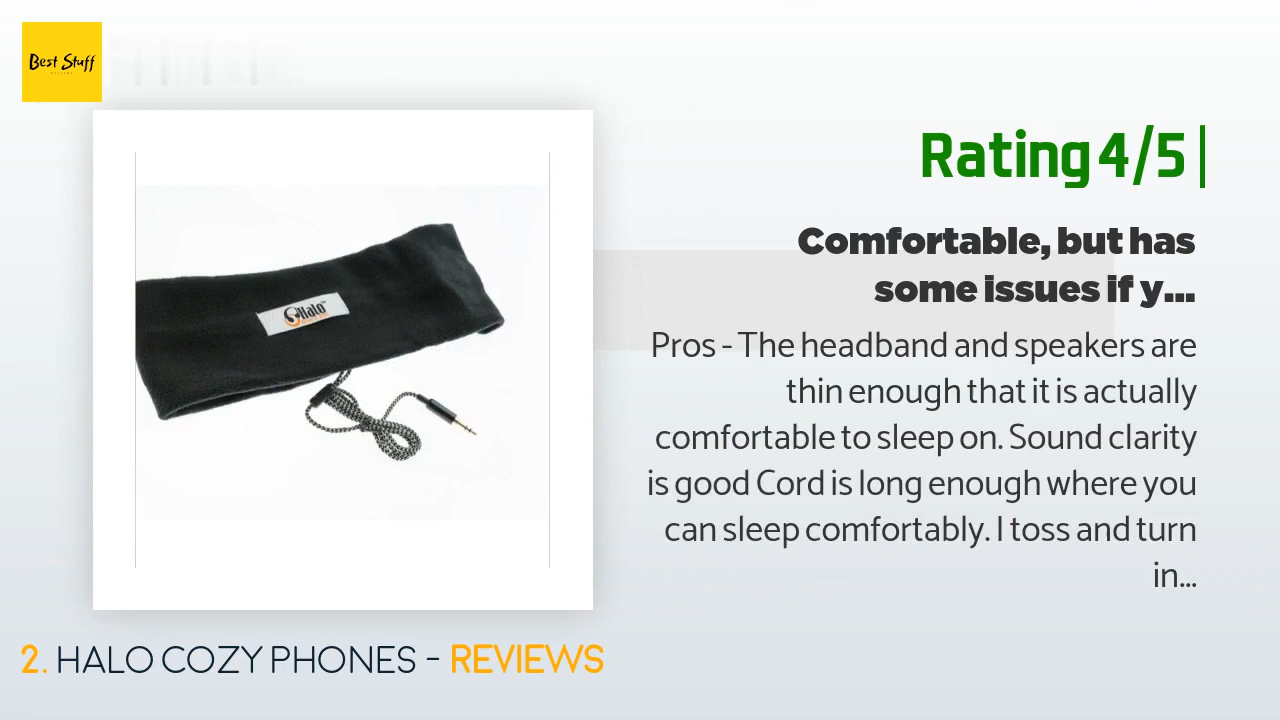 Best Stuff
Rating 4/5
Comfortable, but has
some issues if y...
Pros - The headband and speakers are
thin enough that it is actually
comfortable to sleep on. Sound clarity
is good Cord is long enough where you
can sleep comfortably. I toss and turn
in...
Halo
2. HALO COZY PHONES - REVIEWS